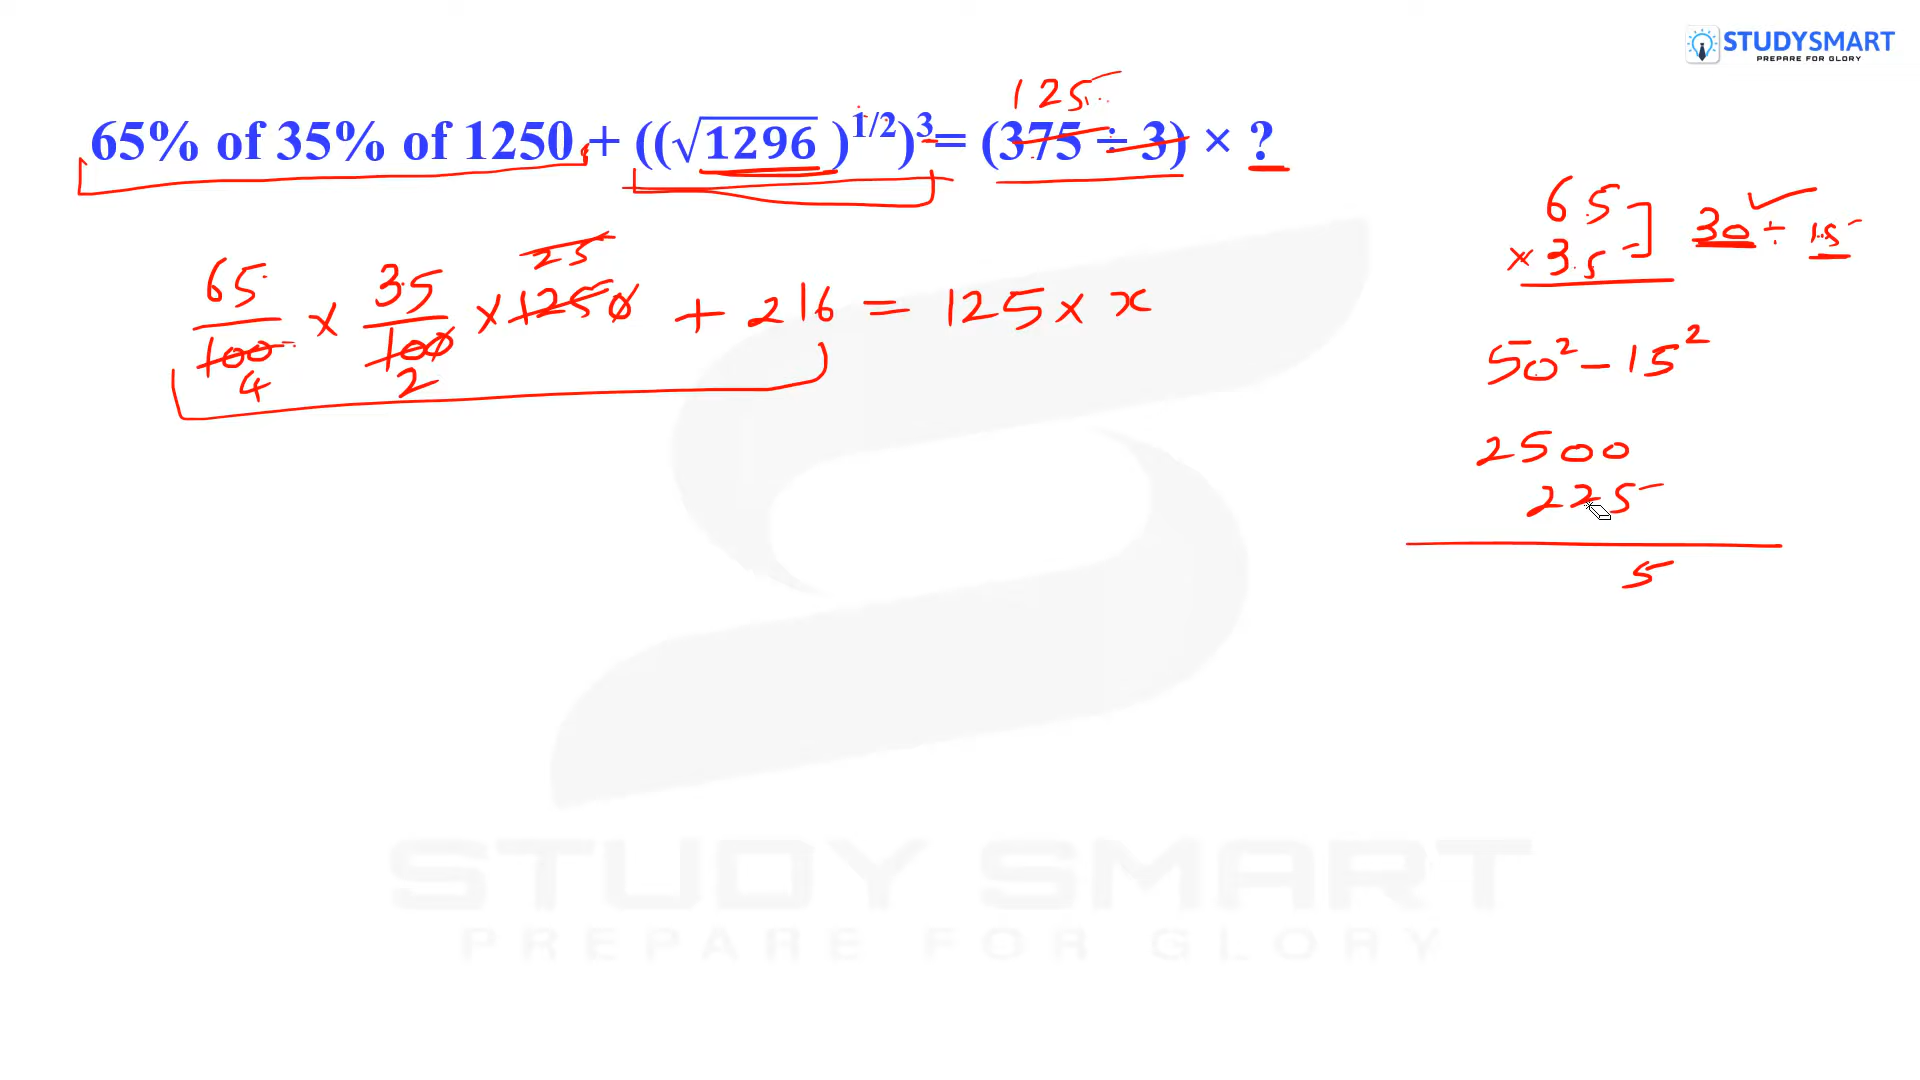 STUDYSMART
PREPARE FOR GLORY
125
65% of 35% of 1250 + ((√1296 )^1/2)^3 = (375 ÷ 3) × ?
65
× 35
30 ÷ 15
25
65/100 × 35/100 × 1250 + 216 = 125 × x
4 2
50² − 15²
2500
225
5
STUDY SMART
PREPARE FOR GLORY